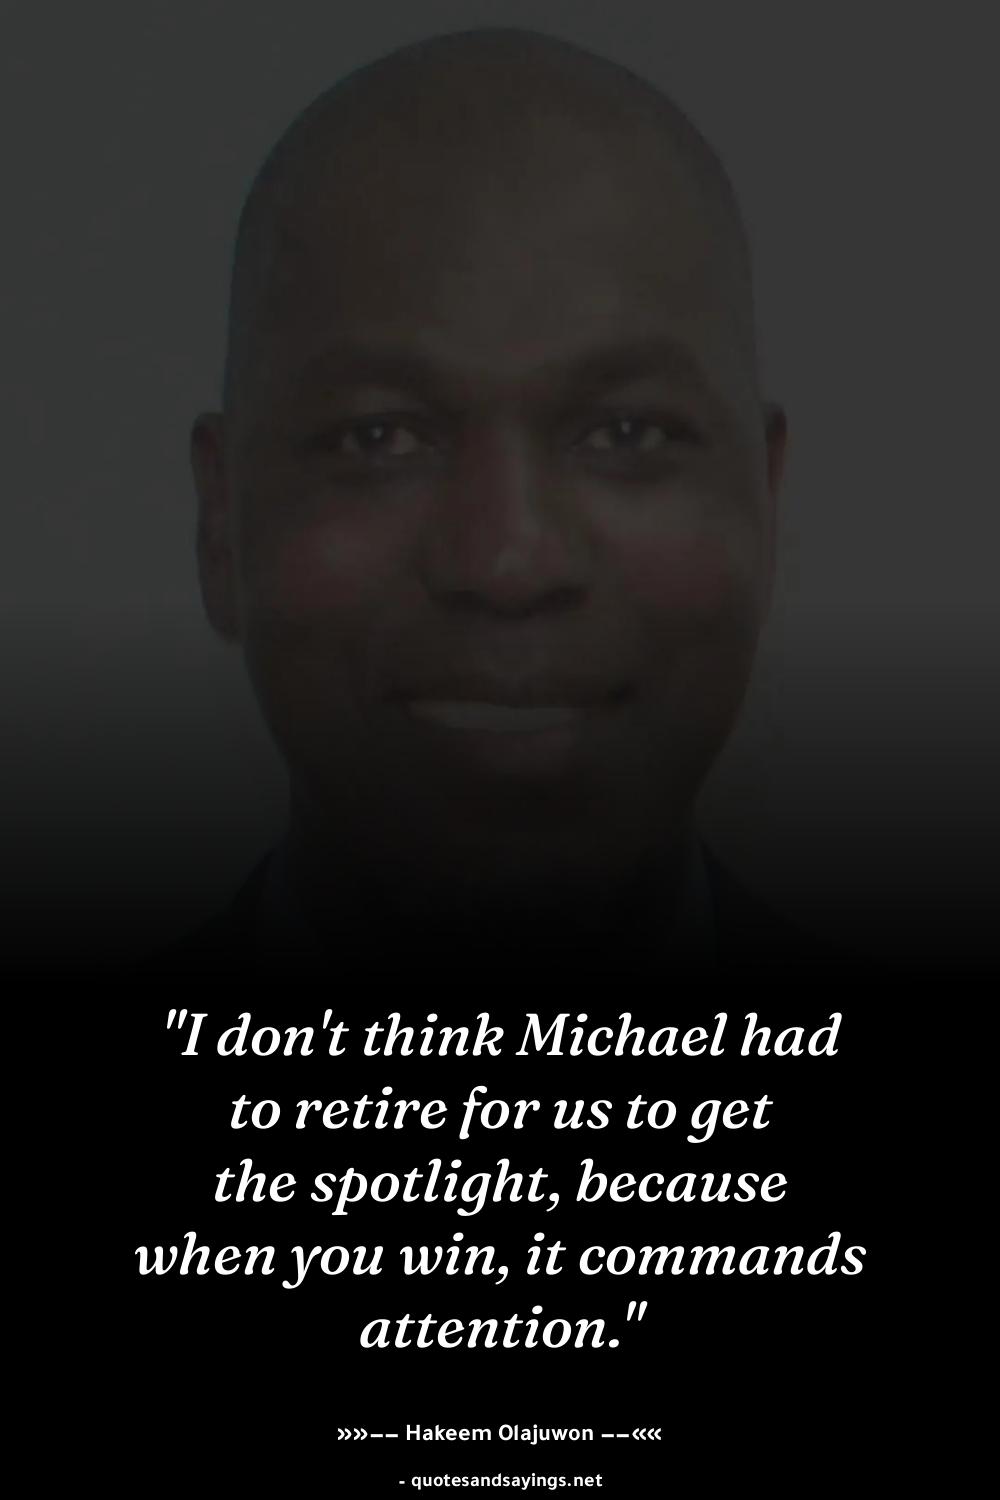 "I don't think Michael had
to retire for us to get
the spotlight, because
when you win, it commands
attention."
»»−− Hakeem Olajuwon −−««
- quotesandsayings.net